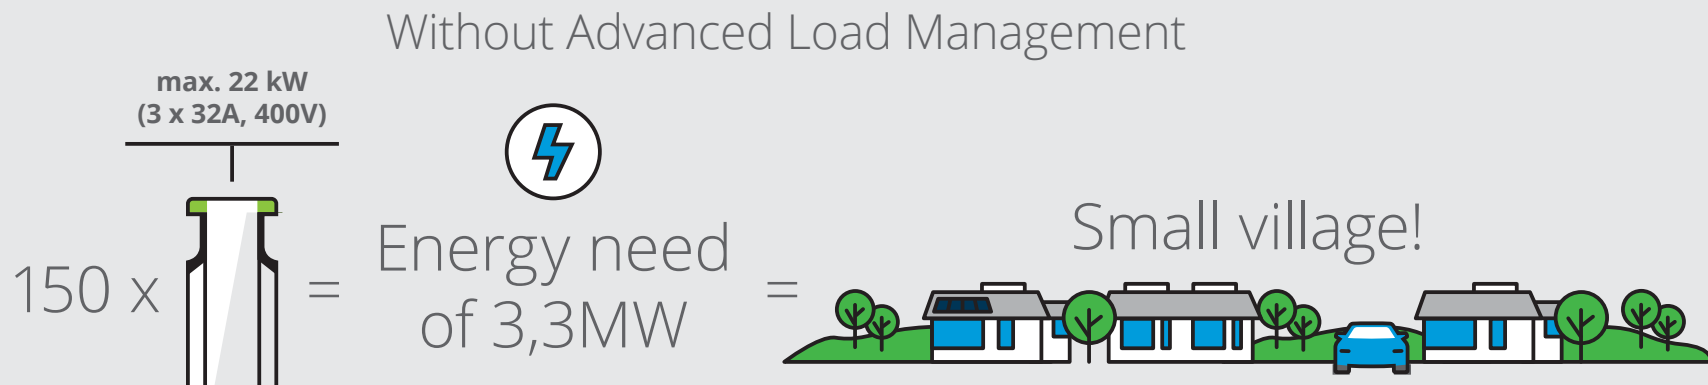 Without Advanced Load Management
max. 22 kW
(3 x 32A, 400V)
150 x
=
Energy need
of 3,3MW
=
Small village!